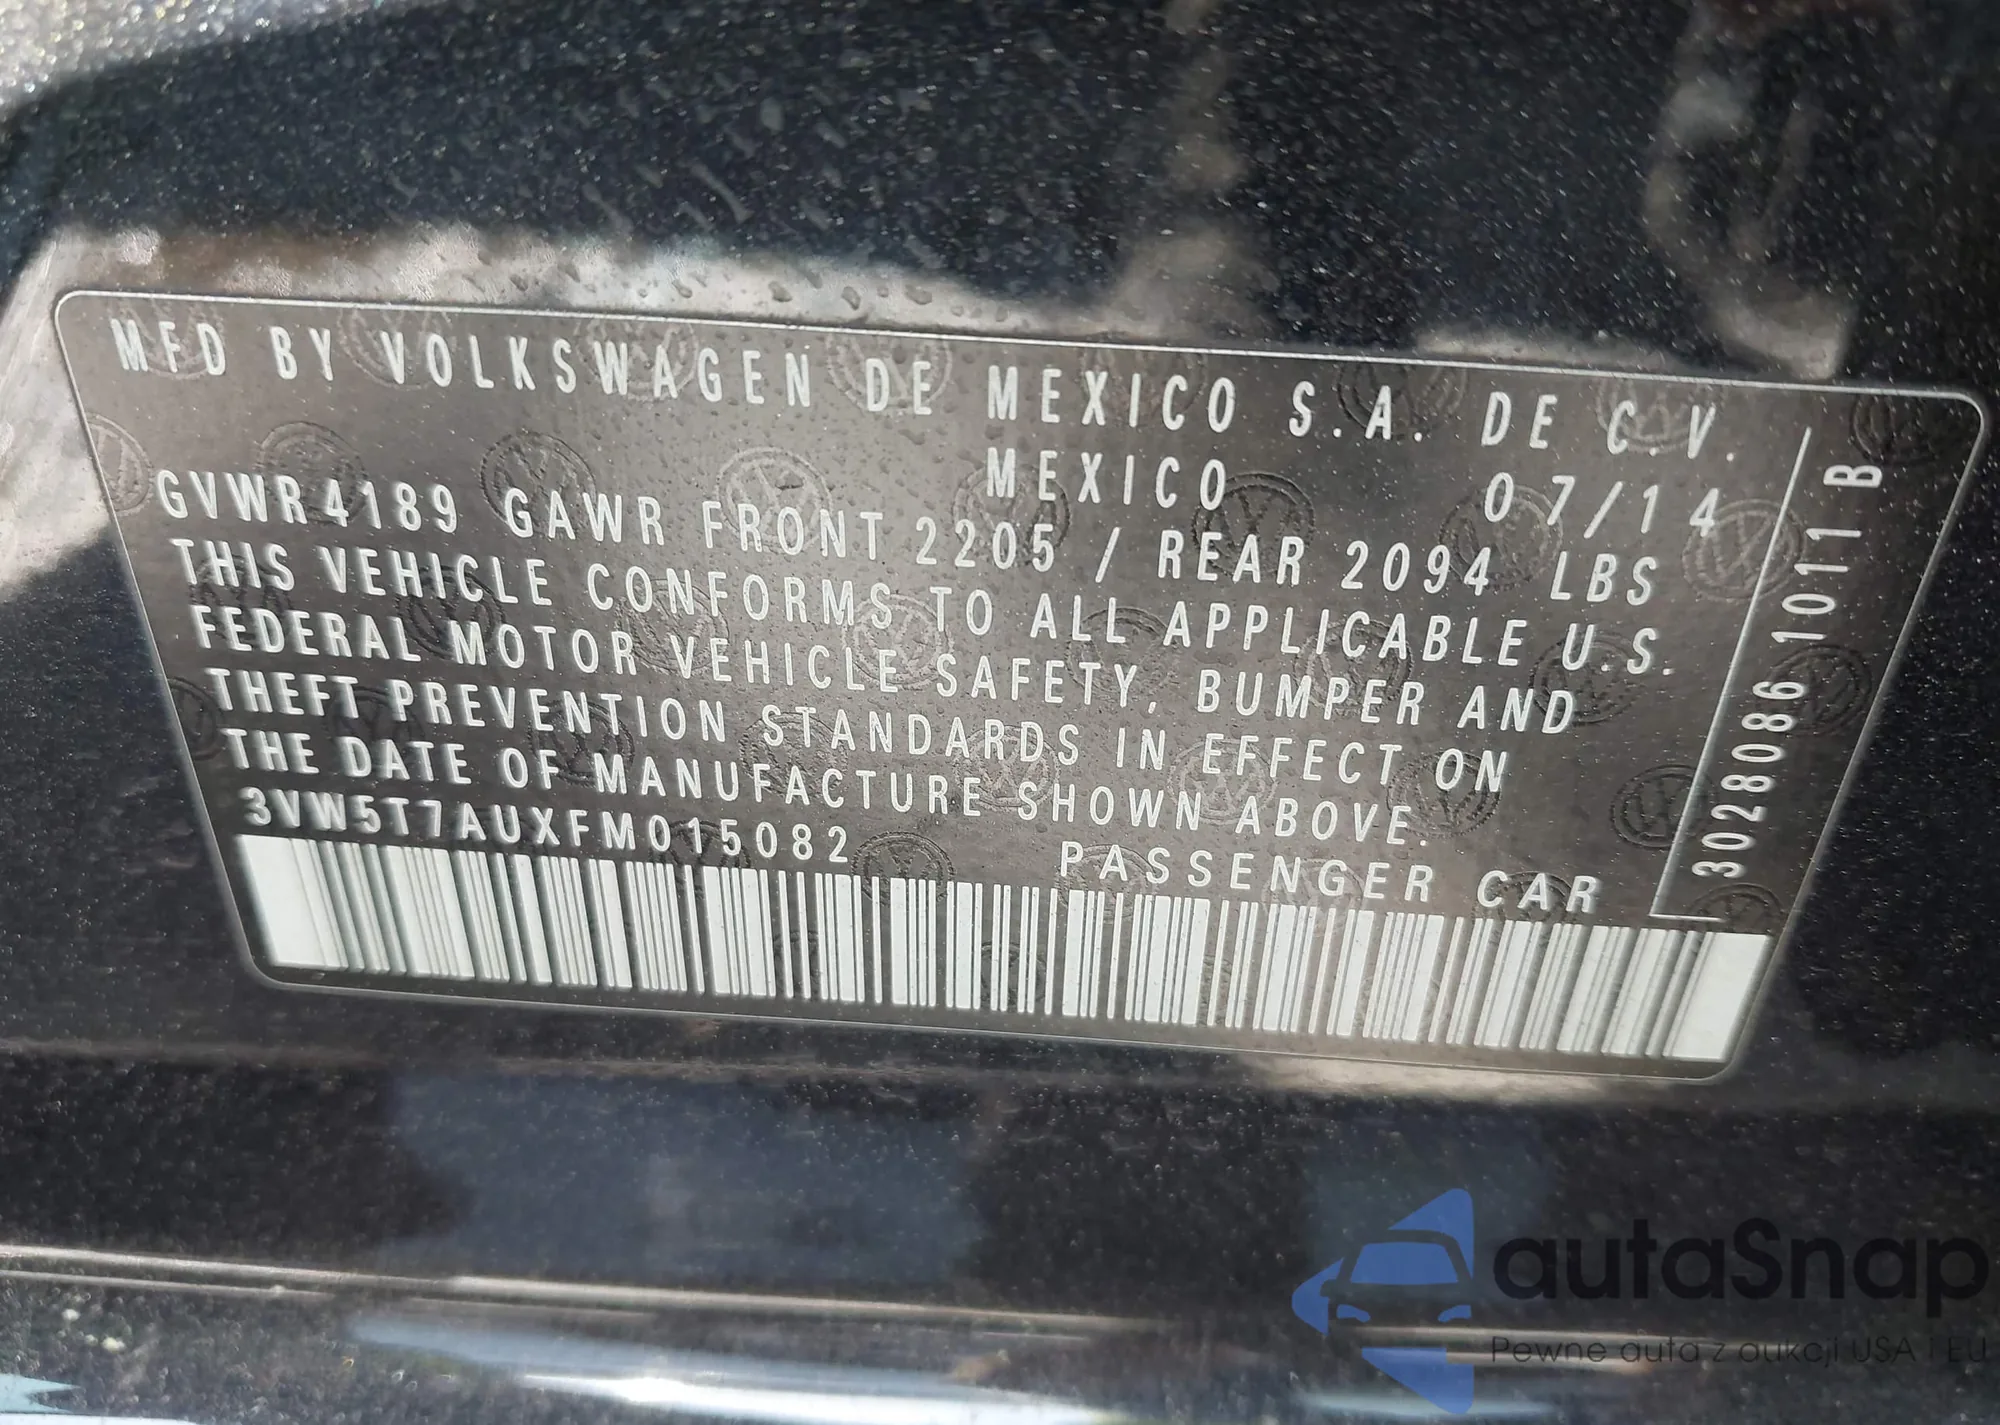 MFD BY VOLKSWAGEN DE MEXICO S.A. DE C.V.
MEXICO 07/14
GVWR4189 GAWR FRONT 2205 / REAR 2094 LBS
THIS VEHICLE CONFORMS TO ALL APPLICABLE U.S.
FEDERAL MOTOR VEHICLE SAFETY, BUMPER AND
THEFT PREVENTION STANDARDS IN EFFECT ON
THE DATE OF MANUFACTURE SHOWN ABOVE.
3VW5T7AUXFM015082 PASSENGER CAR
3028086 1011 B
autaSnap
Pewne auta z aukcji USA i EU